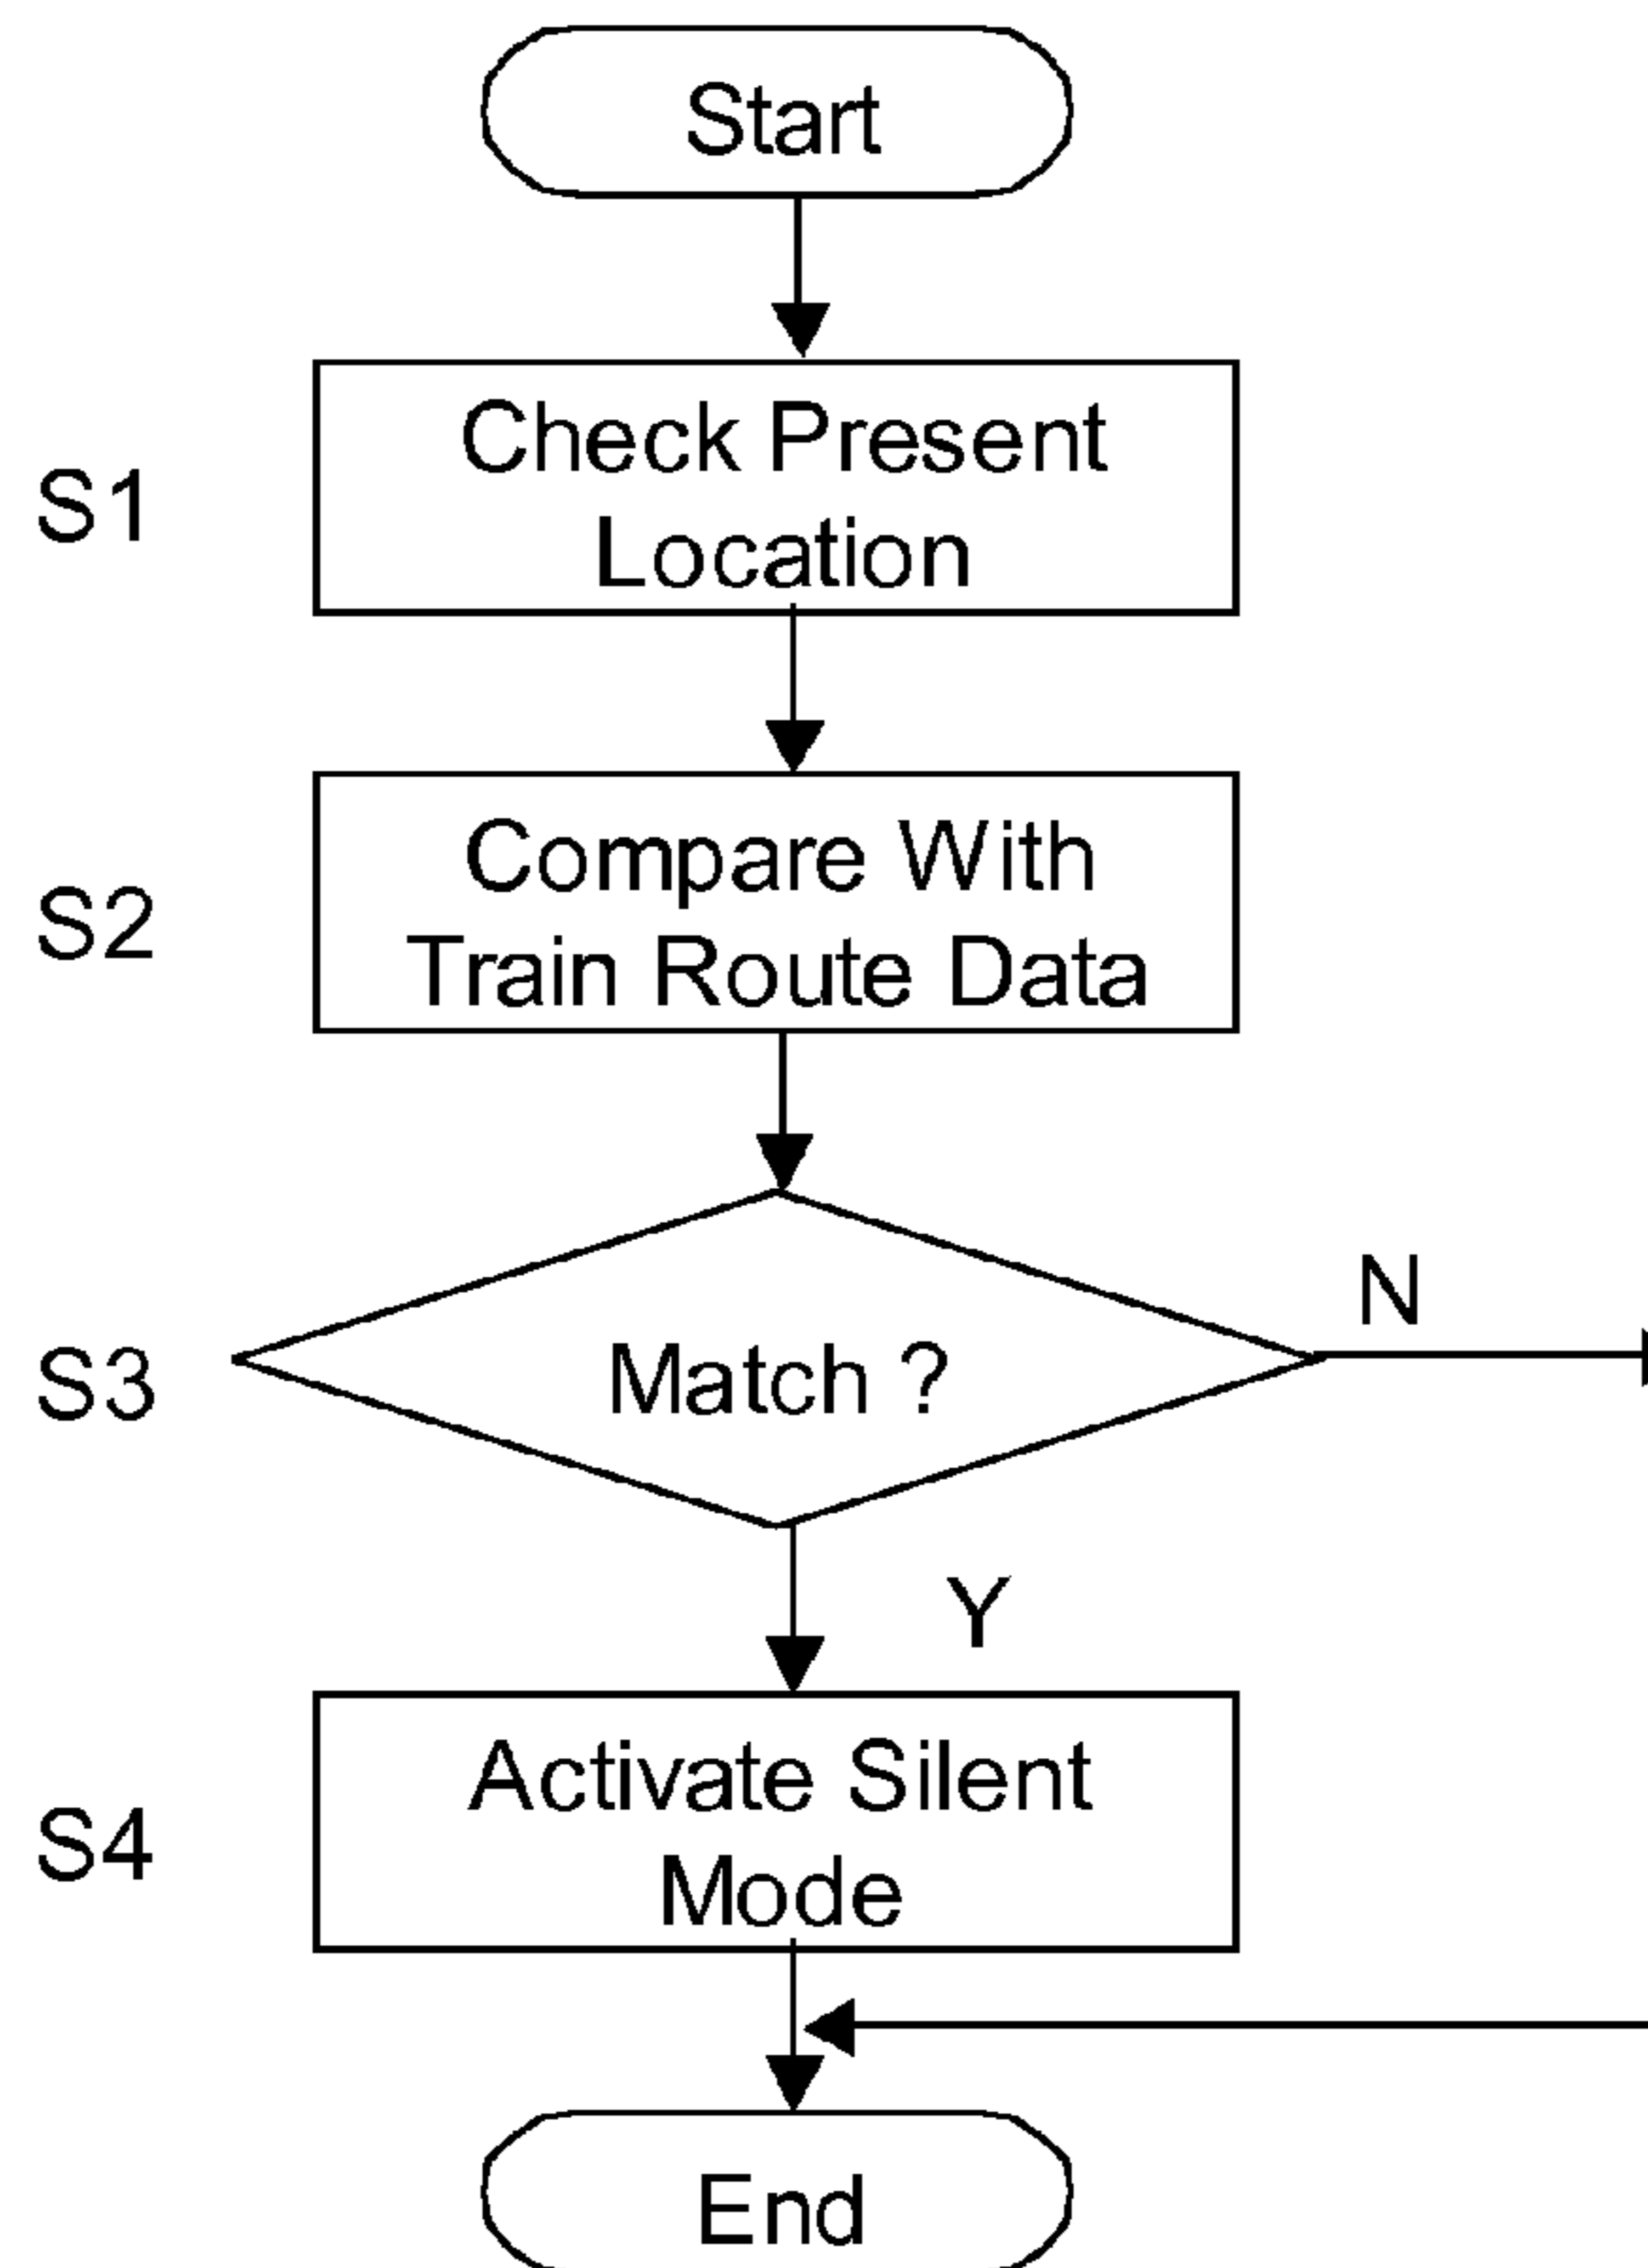 Start
S1
Check Present
Location
S2
Compare With
Train Route Data
N
S3
Match ?
Y
S4
Activate Silent
Mode
End